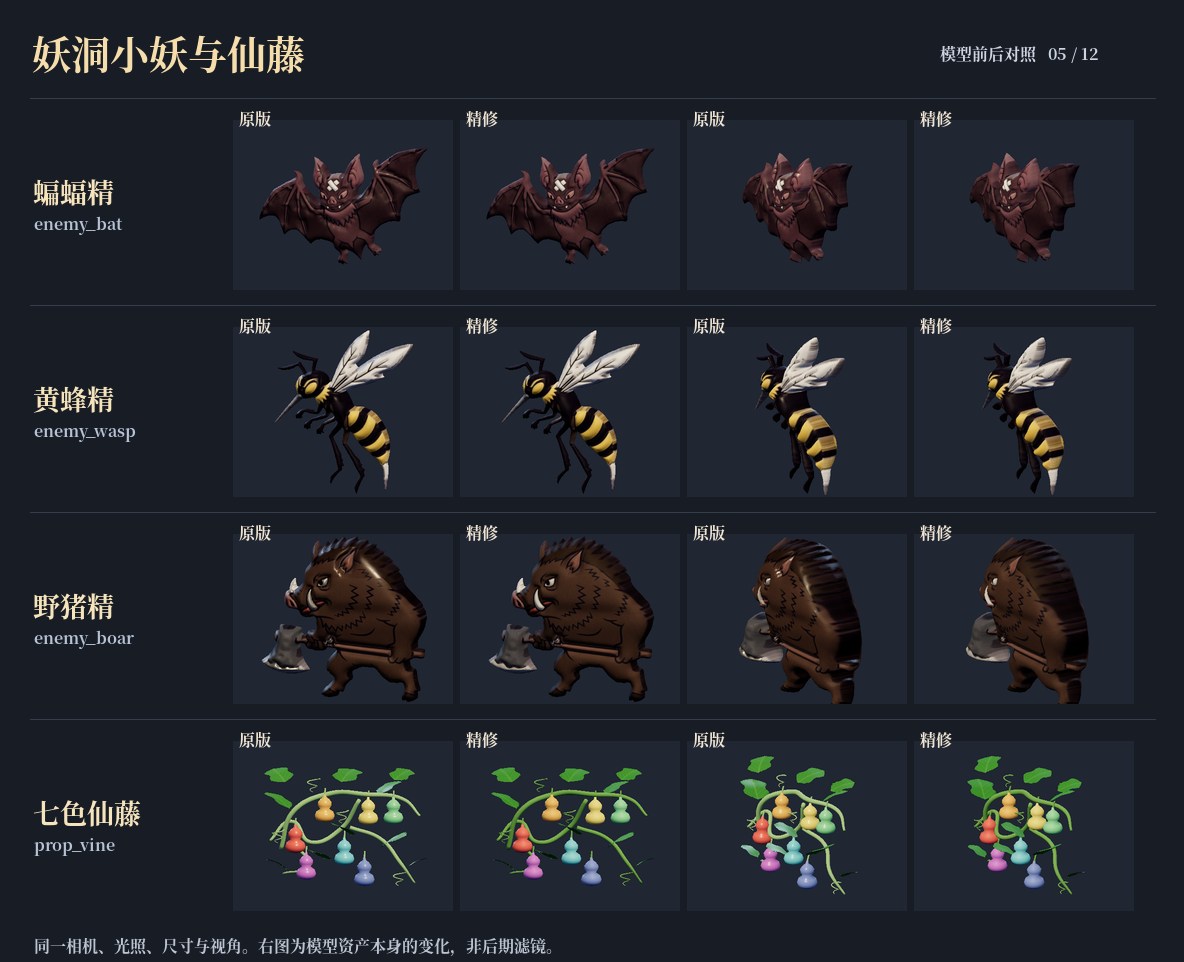 妖洞小妖与仙藤
模型前后对照 05 / 12
原版 精修 原版 精修
蝙蝠精
enemy_bat
原版 精修 原版 精修
黄蜂精
enemy_wasp
原版 精修 原版 精修
野猪精
enemy_boar
原版 精修 原版 精修
七色仙藤
prop_vine
同一相机、光照、尺寸与视角。右图为模型资产本身的变化，非后期滤镜。